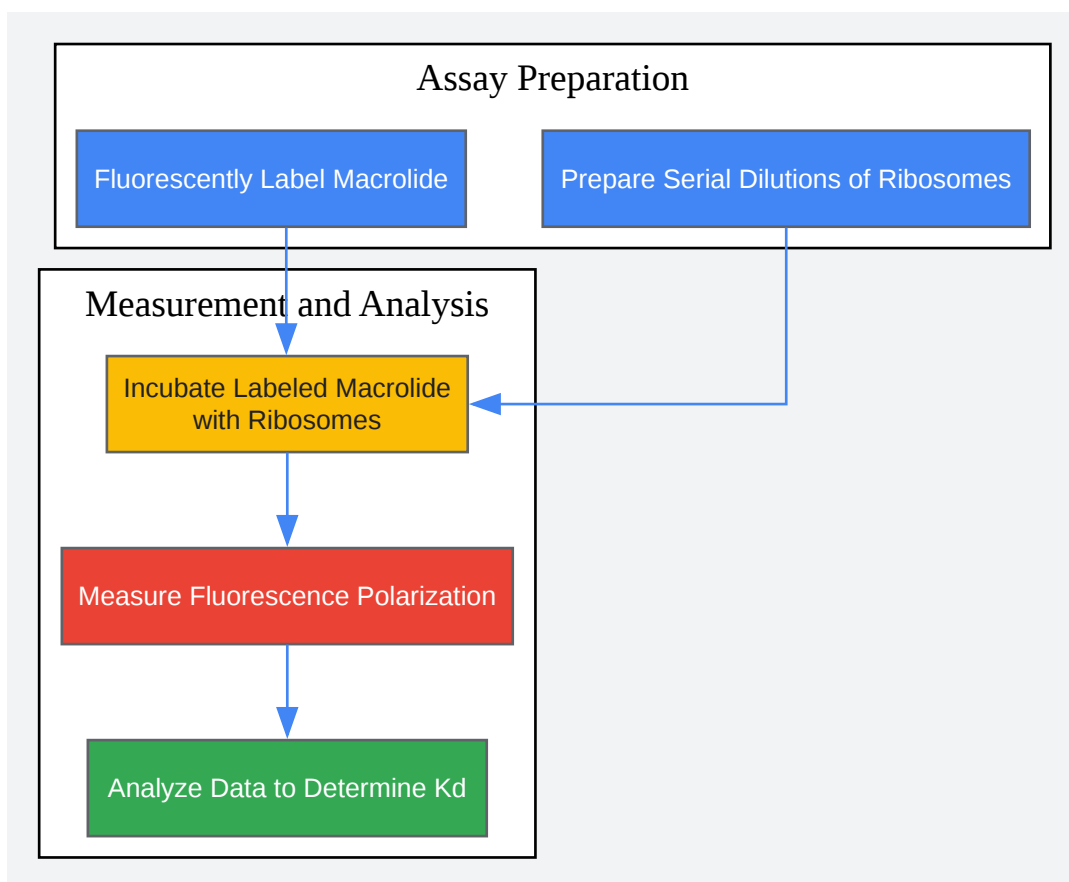 Assay Preparation
Fluorescently Label Macrolide
Prepare Serial Dilutions of Ribosomes
Measurement and Analysis
Incubate Labeled Macrolide
with Ribosomes
Measure Fluorescence Polarization
Analyze Data to Determine Kd